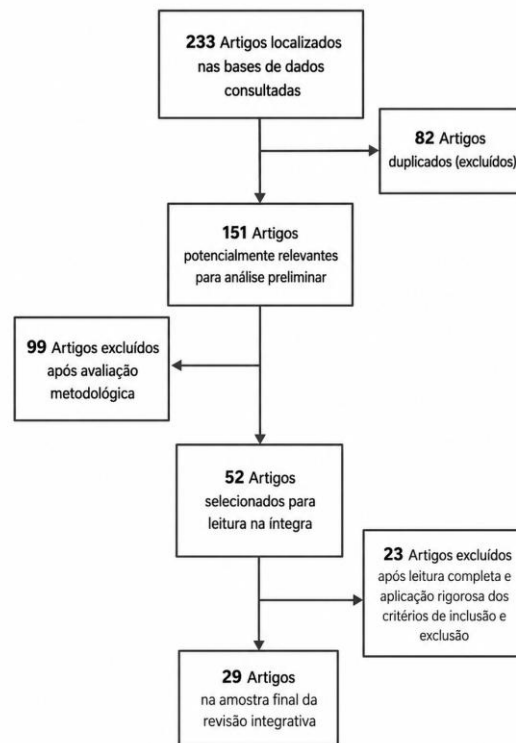 233 Artigos localizados
nas bases de dados
consultadas
82 Artigos
duplicados (excluídos)
151 Artigos
potencialmente relevantes
para análise preliminar
99 Artigos excluídos
após avaliação
metodológica
52 Artigos
selecionados para
leitura na íntegra
23 Artigos excluídos
após leitura completa e
aplicação rigorosa dos
critérios de inclusão e
exclusão
29 Artigos
na amostra final da
revisão integrativa